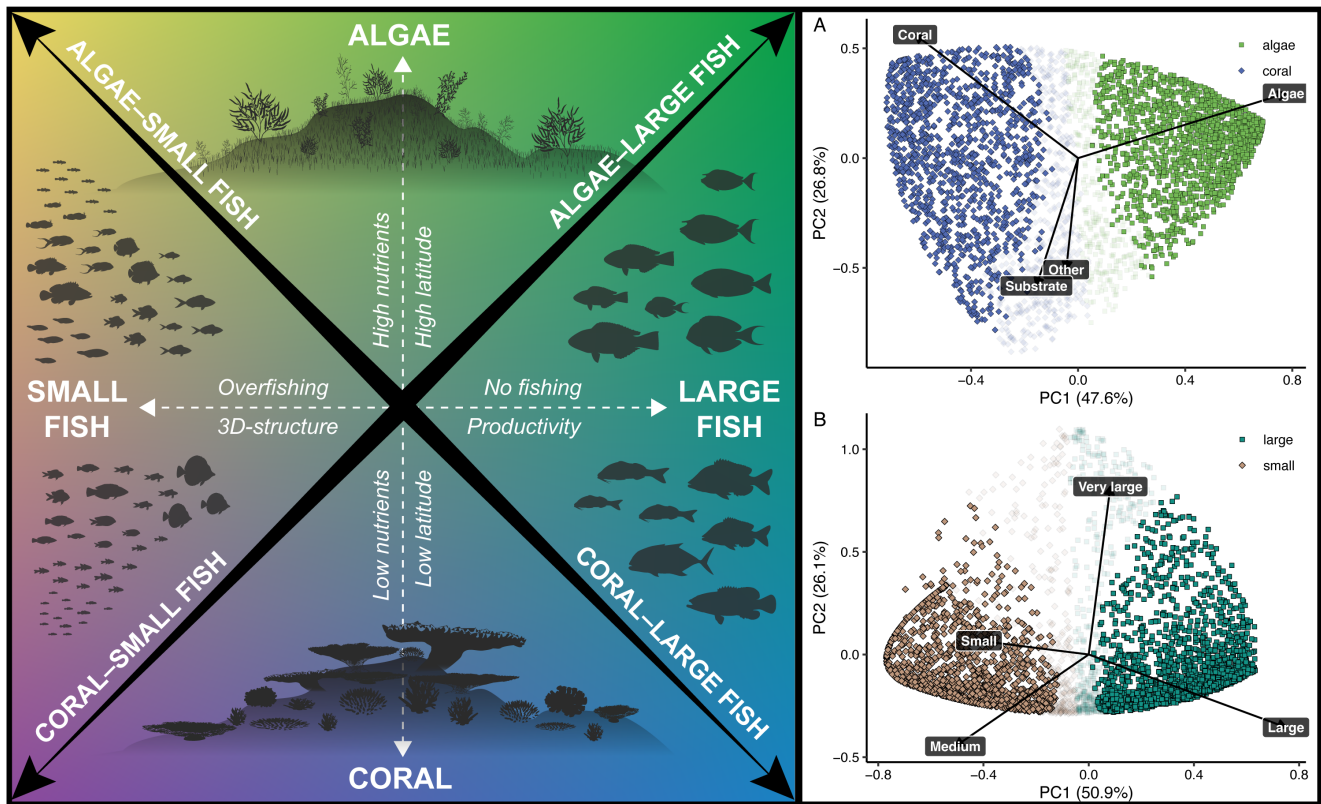 ALGAE
ALGAE–SMALL FISH
ALGAE–LARGE FISH
High nutrients
High latitude
SMALL
FISH
Overfishing
3D-structure
No fishing
Productivity
LARGE
FISH
Low nutrients
Low latitude
CORAL–SMALL FISH
CORAL–LARGE FISH
CORAL
A
0.5
0.0
−0.5
PC2 (26.8%)
−0.4
0.0
0.4
0.8
PC1 (47.6%)
Coral
Algae
Other
Substrate
algae
coral
B
1.0
0.5
0.0
−0.5
PC2 (26.1%)
−0.8
−0.4
0.0
0.4
0.8
PC1 (50.9%)
Very large
Small
Medium
Large
large
small